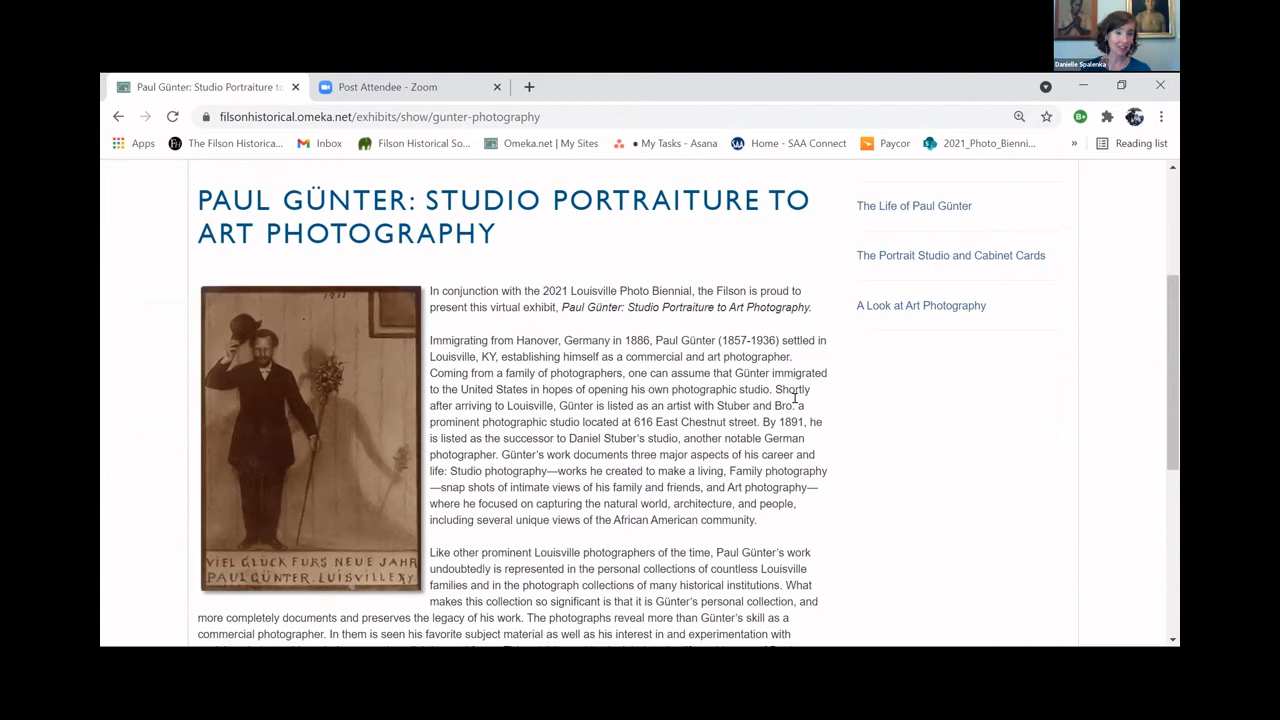 Danielle Spalenka
Paul Günter: Studio Portraiture to
Post Attendee - Zoom
filsonhistorical.omeka.net/exhibits/show/gunter-photography
Apps
The Filson Historica...
Inbox
Filson Historical So...
Omeka.net | My Sites
● My Tasks - Asana
Home - SAA Connect
Paycor
2021_Photo_Bienni...
»
Reading list
PAUL GÜNTER: STUDIO PORTRAITURE TO
ART PHOTOGRAPHY
The Life of Paul Günter
The Portrait Studio and Cabinet Cards
A Look at Art Photography
In conjunction with the 2021 Louisville Photo Biennial, the Filson is proud to
present this virtual exhibit, Paul Günter: Studio Portraiture to Art Photography.
Immigrating from Hanover, Germany in 1886, Paul Günter (1857-1936) settled in
Louisville, KY, establishing himself as a commercial and art photographer.
Coming from a family of photographers, one can assume that Günter immigrated
to the United States in hopes of opening his own photographic studio. Shortly
after arriving to Louisville, Günter is listed as an artist with Stuber and Bro. a
prominent photographic studio located at 616 East Chestnut street. By 1891, he
is listed as the successor to Daniel Stuber's studio, another notable German
photographer. Günter's work documents three major aspects of his career and
life: Studio photography—works he created to make a living, Family photography
—snap shots of intimate views of his family and friends, and Art photography—
where he focused on capturing the natural world, architecture, and people,
including several unique views of the African American community.
VIEL GLÜCK FÜRS NEUE JAHR
PAUL GÜNTER. LUISVILLE KY
Like other prominent Louisville photographers of the time, Paul Günter's work
undoubtedly is represented in the personal collections of countless Louisville
families and in the photograph collections of many historical institutions. What
makes this collection so significant is that it is Günter's personal collection, and
more completely documents and preserves the legacy of his work. The photographs reveal more than Günter's skill as a
commercial photographer. In them is seen his favorite subject material as well as his interest in and experimentation with